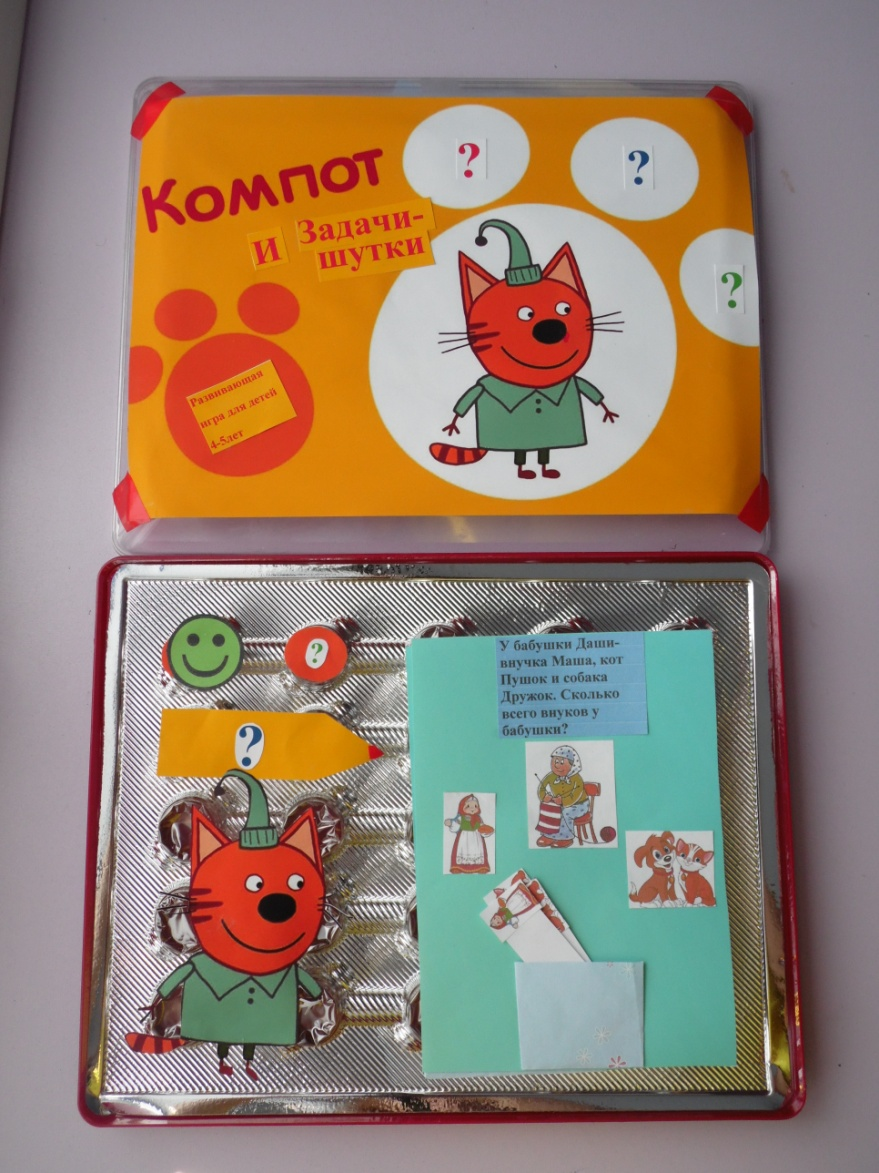 Компот
И Задачи-
шутки
?
?
?
Развивающая
игра для детей
4-5лет
?
?
У бабушки Даши-
внучка Маша, кот
Пушок и собака
Дружок. Сколько
всего внуков у
бабушки?